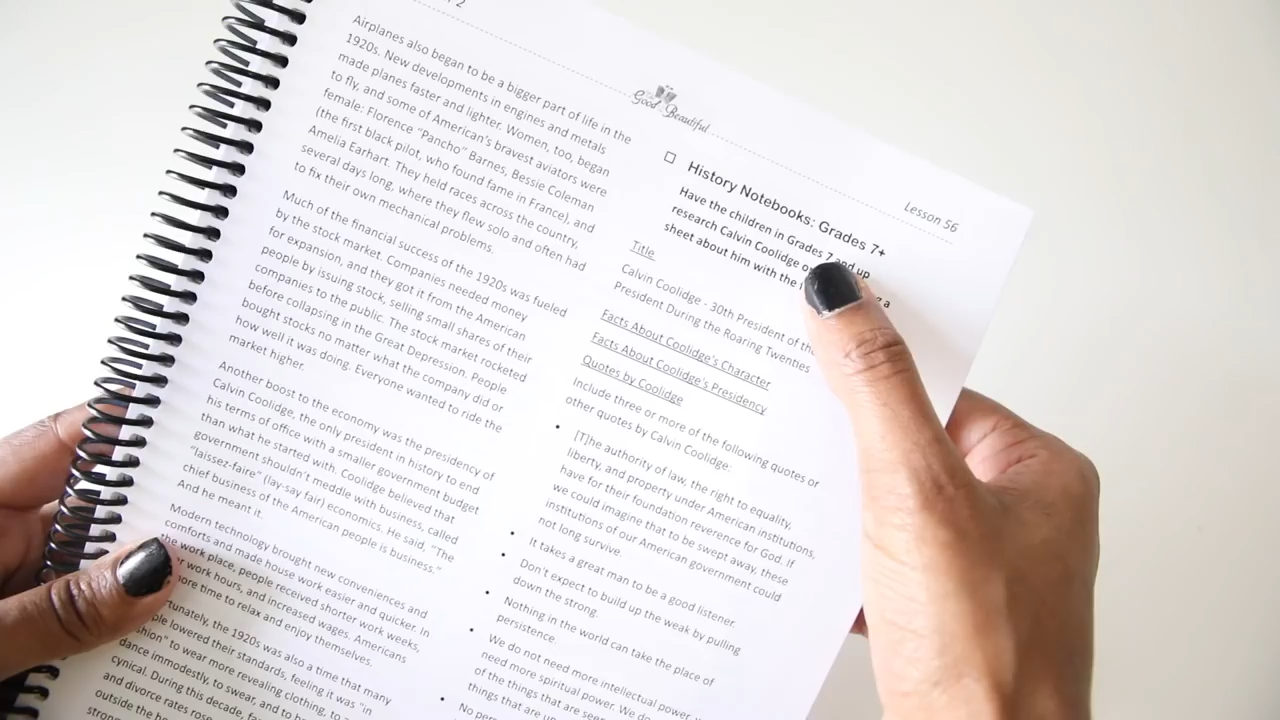 2
Airplanes also began to be a bigger part of life in the
1920s. New developments in engines and metals
made planes faster and lighter. Women, too, began
to fly, and some of American's bravest aviators were
female: Florence "Pancho" Barnes, Bessie Coleman
(the first black pilot, who found fame in France), and
Amelia Earhart. They held races across the country,
several days long, where they flew solo and often had
to fix their own mechanical problems.
Much of the financial success of the 1920s was fueled
by the stock market. Companies needed money
for expansion, and they got it from the American
people by issuing stock, selling small shares of their
companies to the public. The stock market rocketed
before collapsing in the Great Depression. People
bought stocks no matter what the company did or
how well it was doing. Everyone wanted to ride the
market higher.
Another boost to the economy was the presidency of
Calvin Coolidge, the only president in history to end
his terms of office with a smaller government budget
than what he started with. Coolidge believed that
government shouldn't meddle with business, called
"laissez-faire" (lay-say fair) economics. He said, "The
chief business of the American people is business."
And he meant it.
Modern technology brought new conveniences and
comforts and made house work easier and quicker. In
the work place, people received shorter work weeks,
work hours, and increased wages. Americans
more time to relax and enjoy themselves.
the 1920s was also a time that many
lowered their standards, feeling it was "in
to wear more revealing clothing, to
dance immodestly, to swear, and to
cynical. During this decade,
and divorce rates rose
outside the
Good Beautiful
Lesson 56
☐ History Notebooks: Grades 7+
Have the children in Grades 7 and up
research Calvin Coolidge
sheet about him with the a
Title
Calvin Coolidge - 30th President of
President During the Roaring Twenties
Facts About Coolidge's Character
Facts About Coolidge's Presidency
Quotes by Coolidge
Include three or more of the following quotes or
other quotes by Calvin Coolidge:
• [T]he authority of law, the right to equality,
liberty, and property under American institutions,
have for their foundation reverence for God. If
we could imagine that to be swept away, these
institutions of our American government could
not long survive.
• It takes a great man to be a good listener.
• Don't expect to build up the weak by pulling
down the strong.
• Nothing in the world can take the place of
persistence.
• We do not need more intellectual power,
need more spiritual power. We
of the things that are
things that are
• No